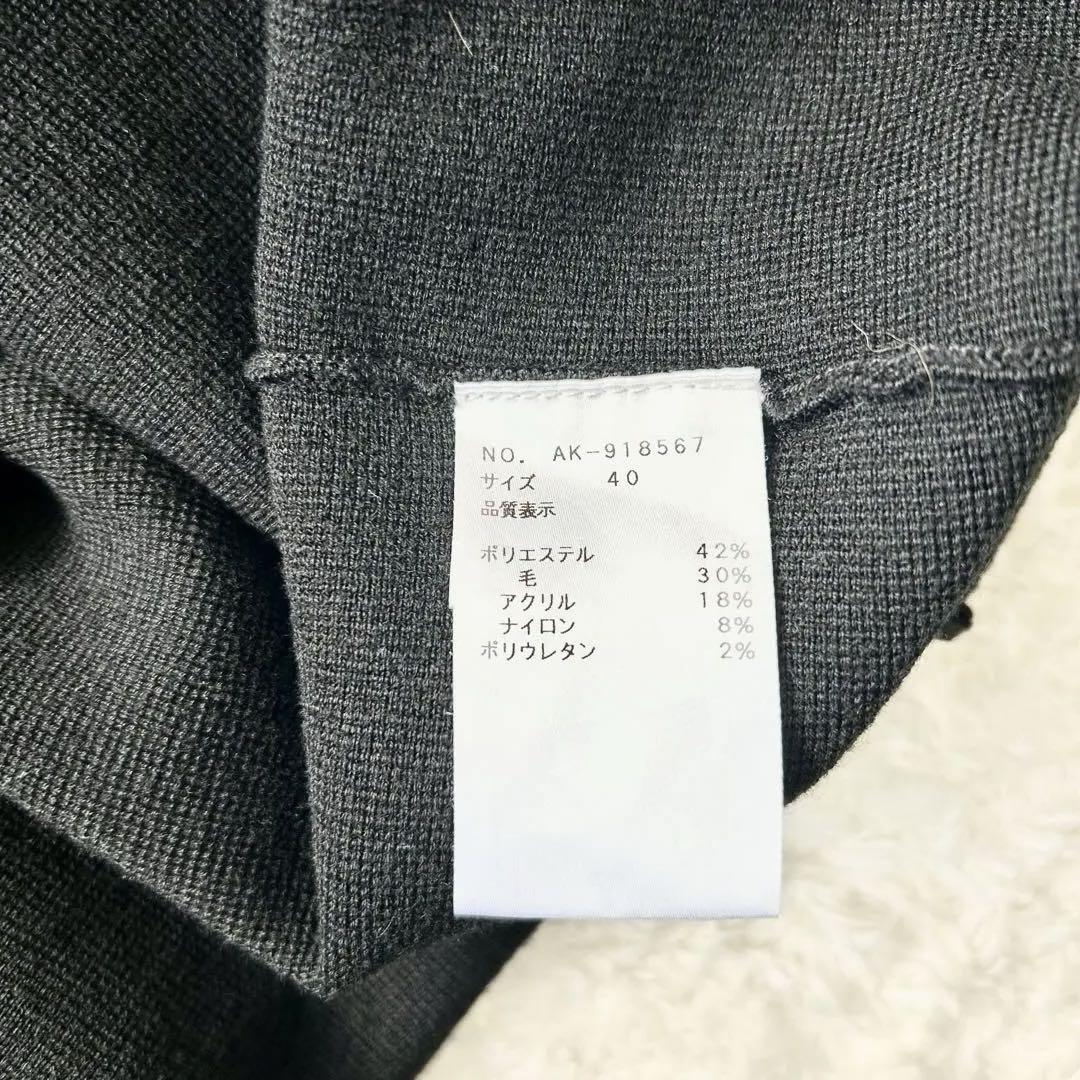 NO. AK-918567
サイズ 40
品質表示
ポリエステル 42%
毛 30%
アクリル 18%
ナイロン 8%
ポリウレタン 2%